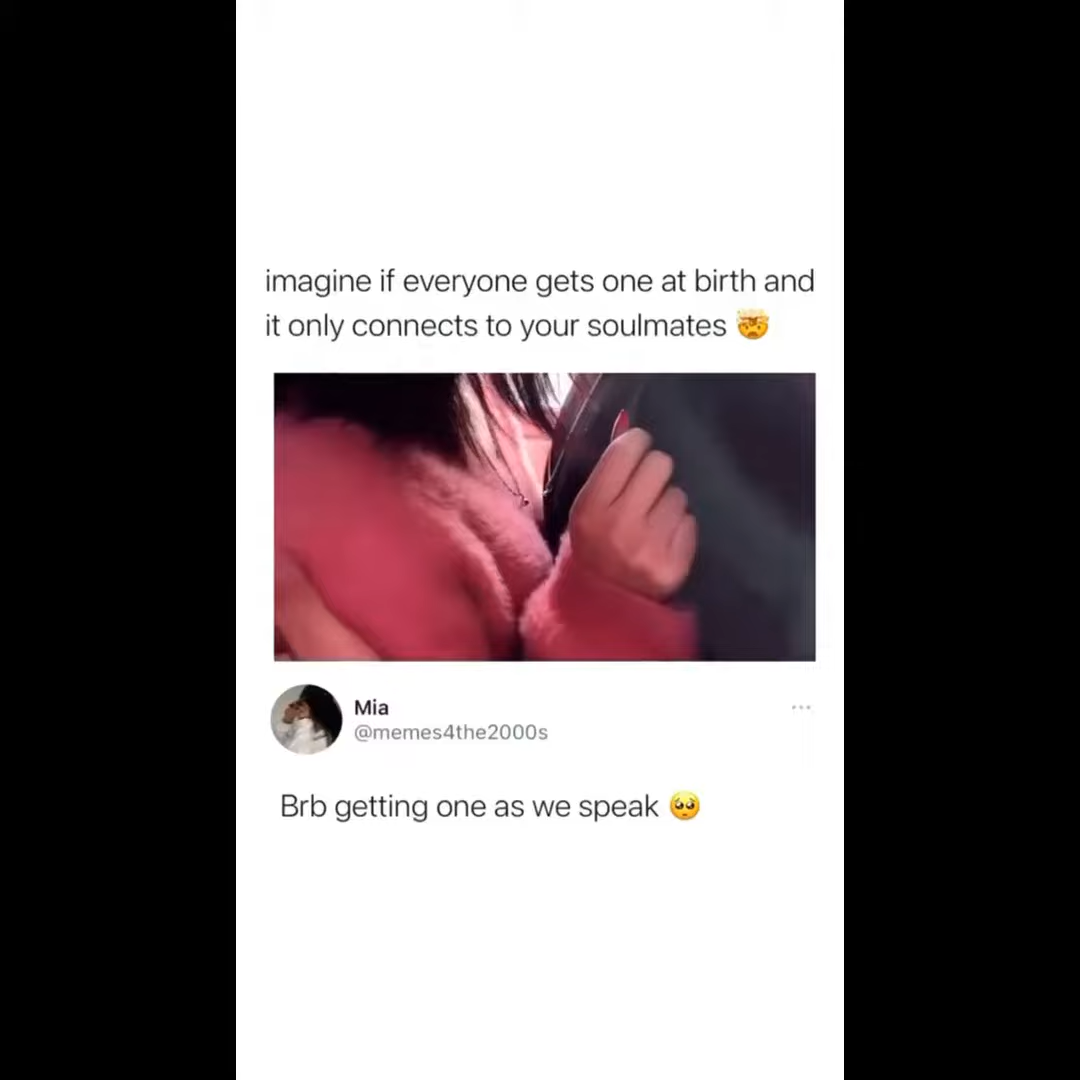 imagine if everyone gets one at birth and
it only connects to your soulmates 🤯
Mia
@memes4the2000s
Brb getting one as we speak 🥺